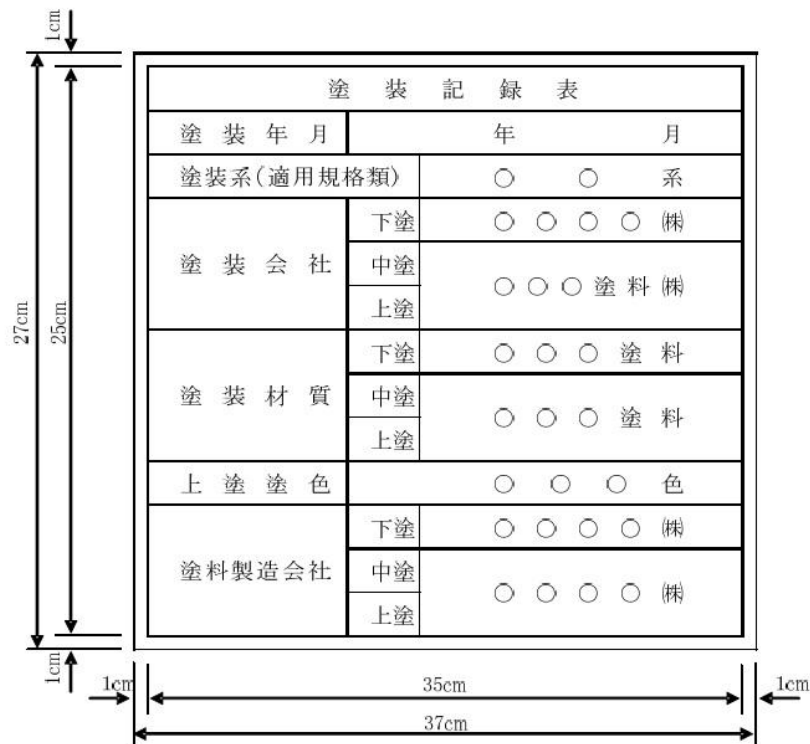 1cm
27cm
25cm
塗装記録表
塗装年月 年 月
塗装系(適用規格類) ○ ○ 系
塗装会社
下塗 ○○○○㈱
中塗
上塗
○○○塗料㈱
塗装材質
下塗 ○○○塗料
中塗
上塗
○○○塗料
上塗塗色 ○○○色
塗料製造会社
下塗 ○○○○㈱
中塗
上塗
○○○○㈱
1cm
1cm
35cm
1cm
37cm